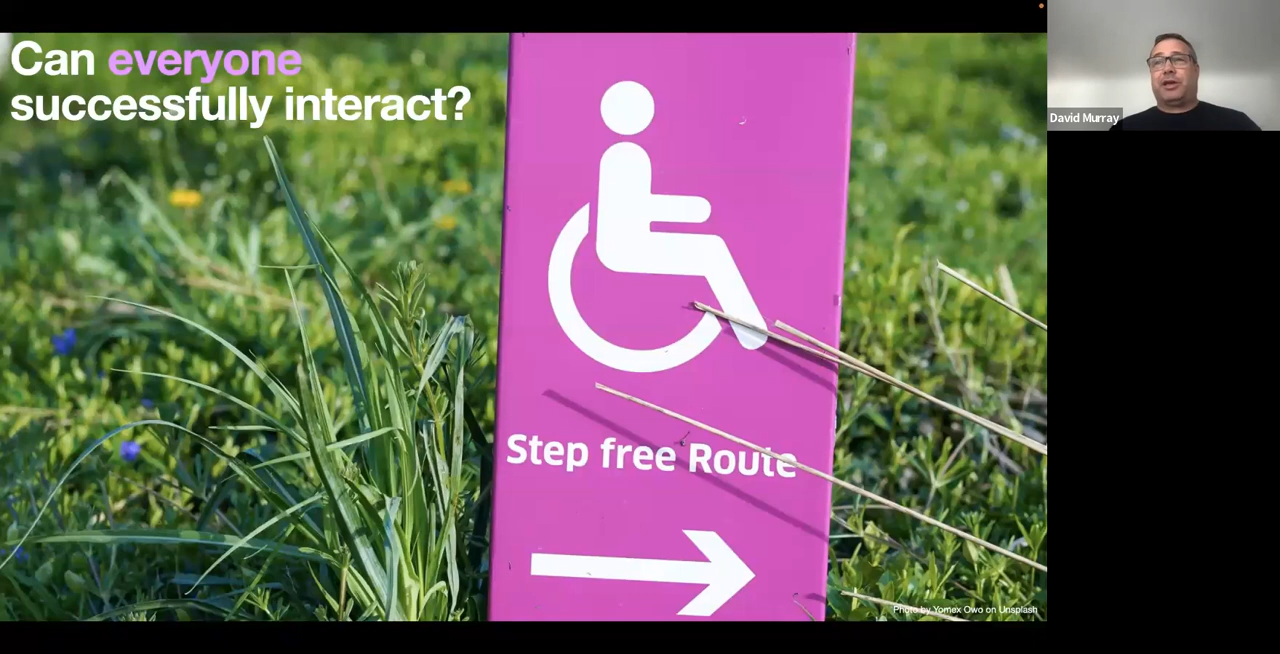 Can everyone
successfully interact?
David Murray
Step free Route
Photo by Yomex Owo on Unsplash